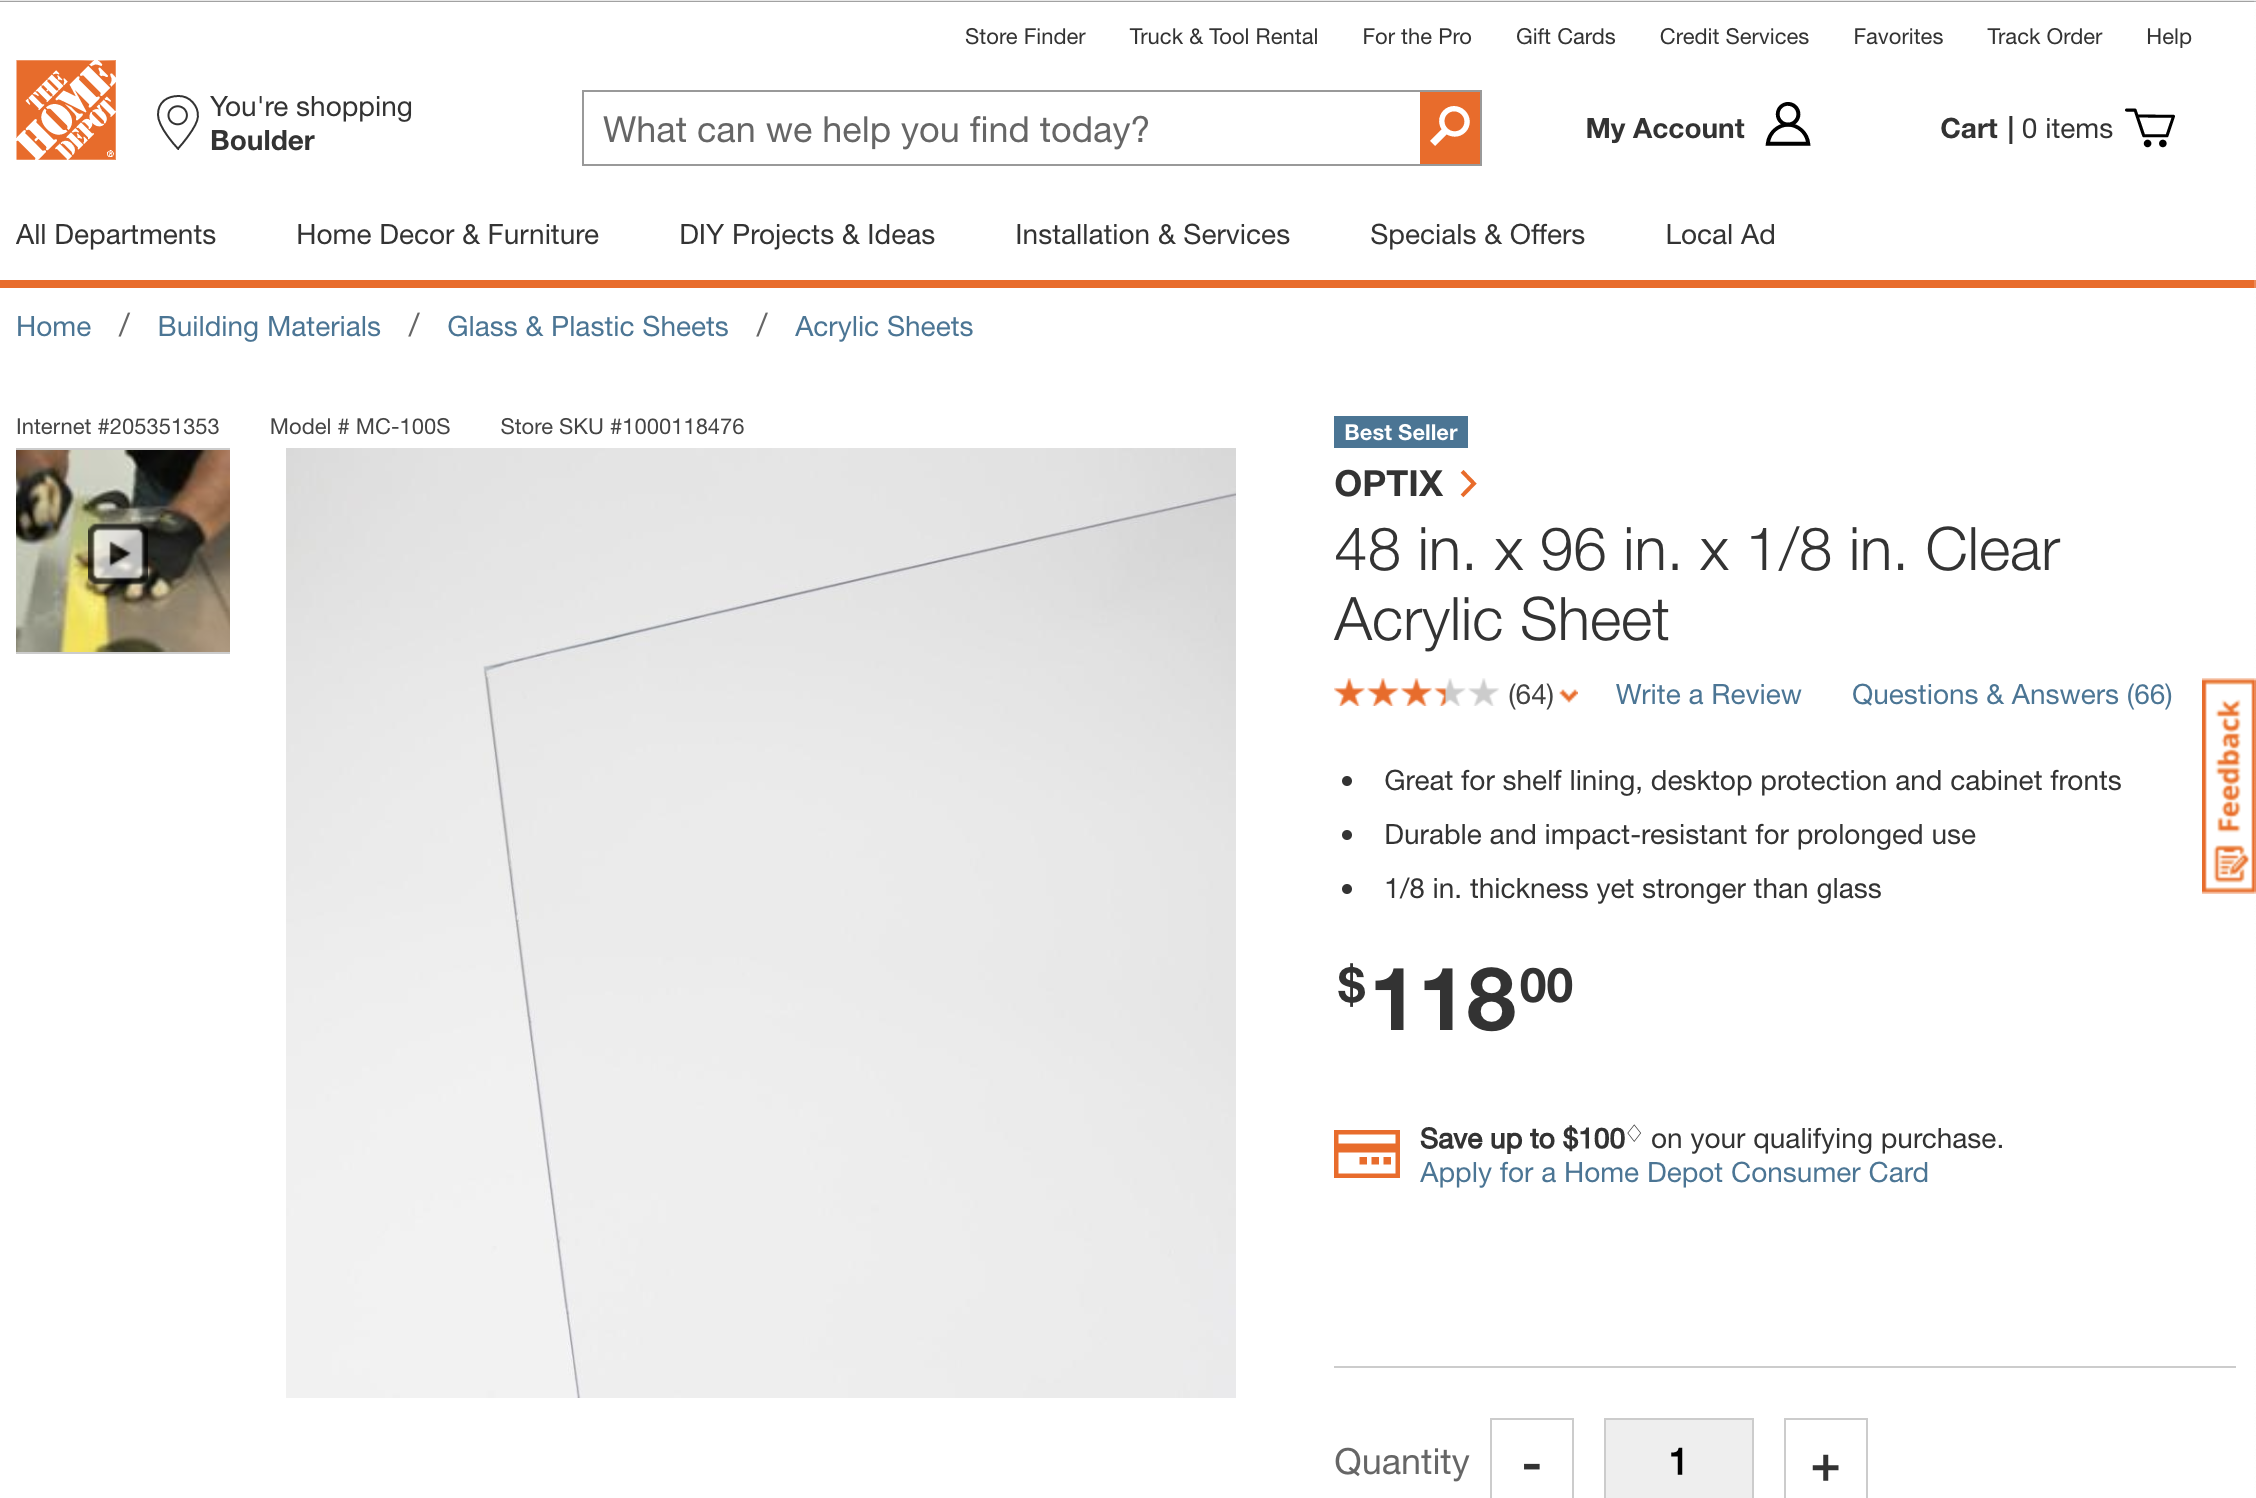 Store Finder Truck & Tool Rental For the Pro Gift Cards Credit Services Favorites Track Order Help
THE HOME DEPOT ®
You're shopping
Boulder
What can we help you find today?
My Account
Cart | 0 items
All Departments Home Decor & Furniture DIY Projects & Ideas Installation & Services Specials & Offers Local Ad
Home / Building Materials / Glass & Plastic Sheets / Acrylic Sheets
Internet #205351353 Model # MC-100S Store SKU #1000118476
Best Seller
OPTIX
48 in. x 96 in. x 1/8 in. Clear
Acrylic Sheet
(64) Write a Review Questions & Answers (66)
Feedback
• Great for shelf lining, desktop protection and cabinet fronts
• Durable and impact-resistant for prolonged use
• 1/8 in. thickness yet stronger than glass
$11800
Save up to $100◊ on your qualifying purchase.
Apply for a Home Depot Consumer Card
Quantity - 1 +